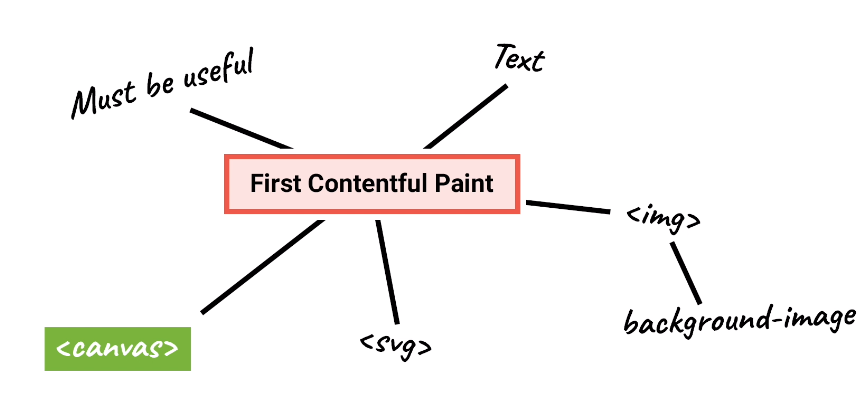 Must be useful
Text
First Contentful Paint
<img>
background-image
<canvas>
<svg>